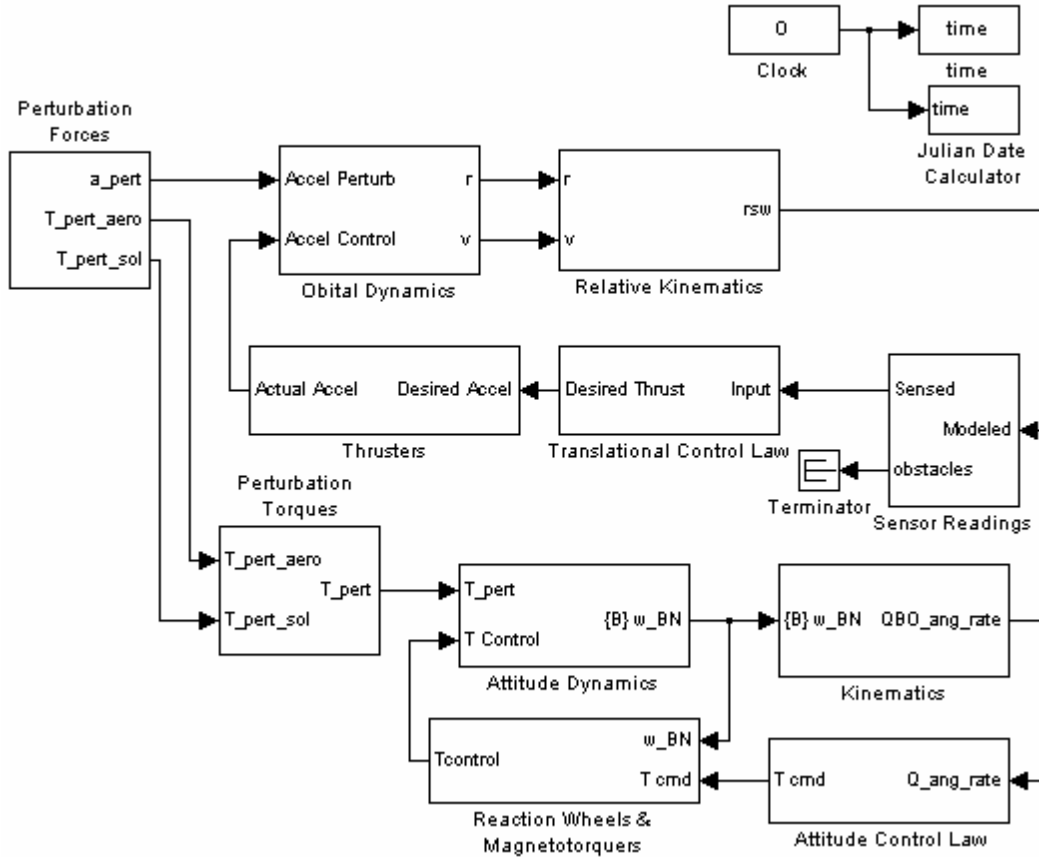 0
Clock
time
time
time
Julian Date
Calculator
Perturbation
Forces
a_pert
T_pert_aero
T_pert_sol
Accel Perturb
r
Accel Control
v
Obital Dynamics
r
rsw
v
Relative Kinematics
Actual Accel
Desired Accel
Thrusters
Desired Thrust
Input
Translational Control Law
Sensed
Modeled
obstacles
Sensor Readings
Terminator
Perturbation
Torques
T_pert_aero
T_pert
T_pert_sol
T_pert
{B} w_BN
T Control
Attitude Dynamics
{B} w_BN
QBO_ang_rate
Kinematics
w_BN
Tcontrol
T cmd
Reaction Wheels &
Magnetotorquers
T cmd
Q_ang_rate
Attitude Control Law